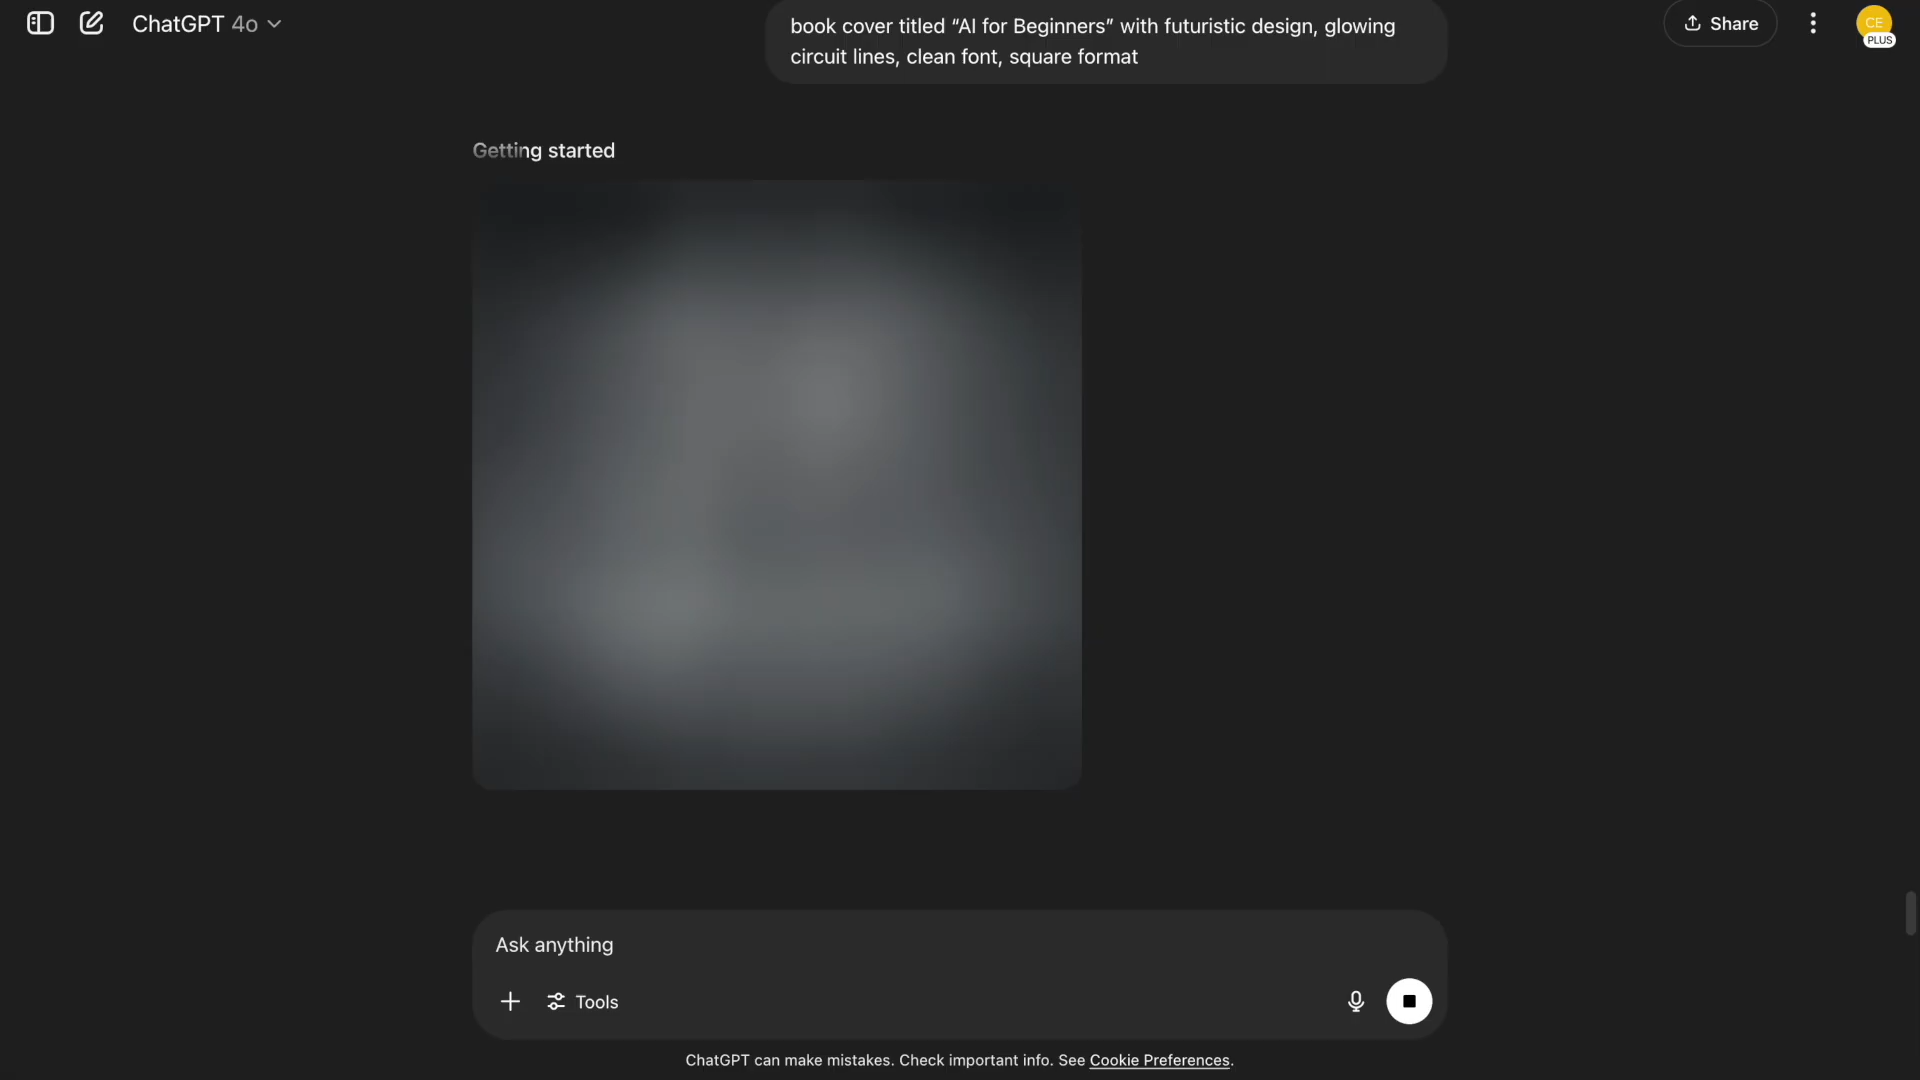 ChatGPT 4o
book cover titled “AI for Beginners” with futuristic design, glowing
circuit lines, clean font, square format
Share
CE
PLUS
Getting started
Ask anything
Tools
ChatGPT can make mistakes. Check important info. See Cookie Preferences.